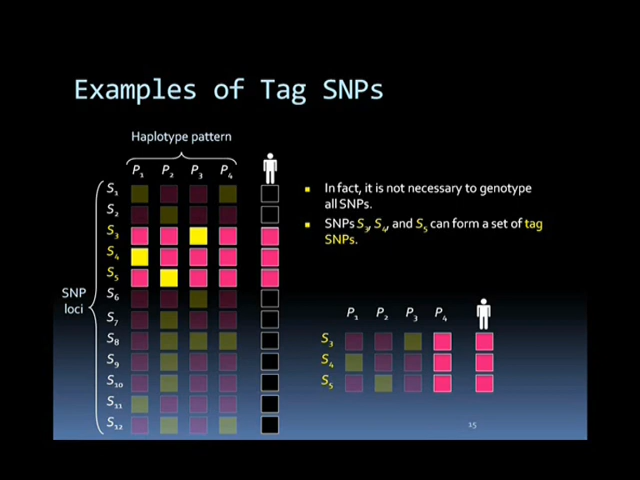 Examples of Tag SNPs
Haplotype pattern
P1 P2 P3 P4
S1
S2
S3
S4
S5
S6
S7
S8
S9
S10
S11
S12
SNP
loci
In fact, it is not necessary to genotype
all SNPs.
SNPs S3, S4, and S5 can form a set of tag
SNPs.
P1 P2 P3 P4
S3
S4
S5
15